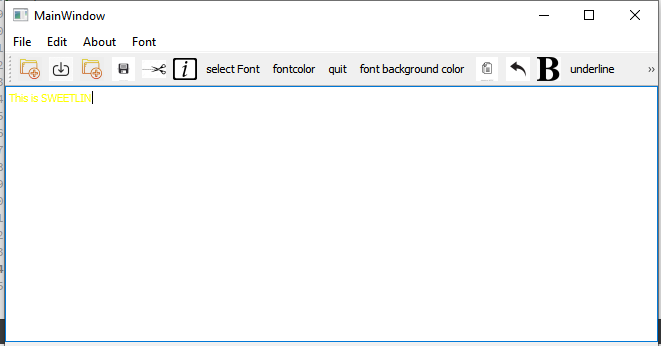 MainWindow
File Edit About Font
i select Font fontcolor quit font background color B underline »
This is SWEETLIN